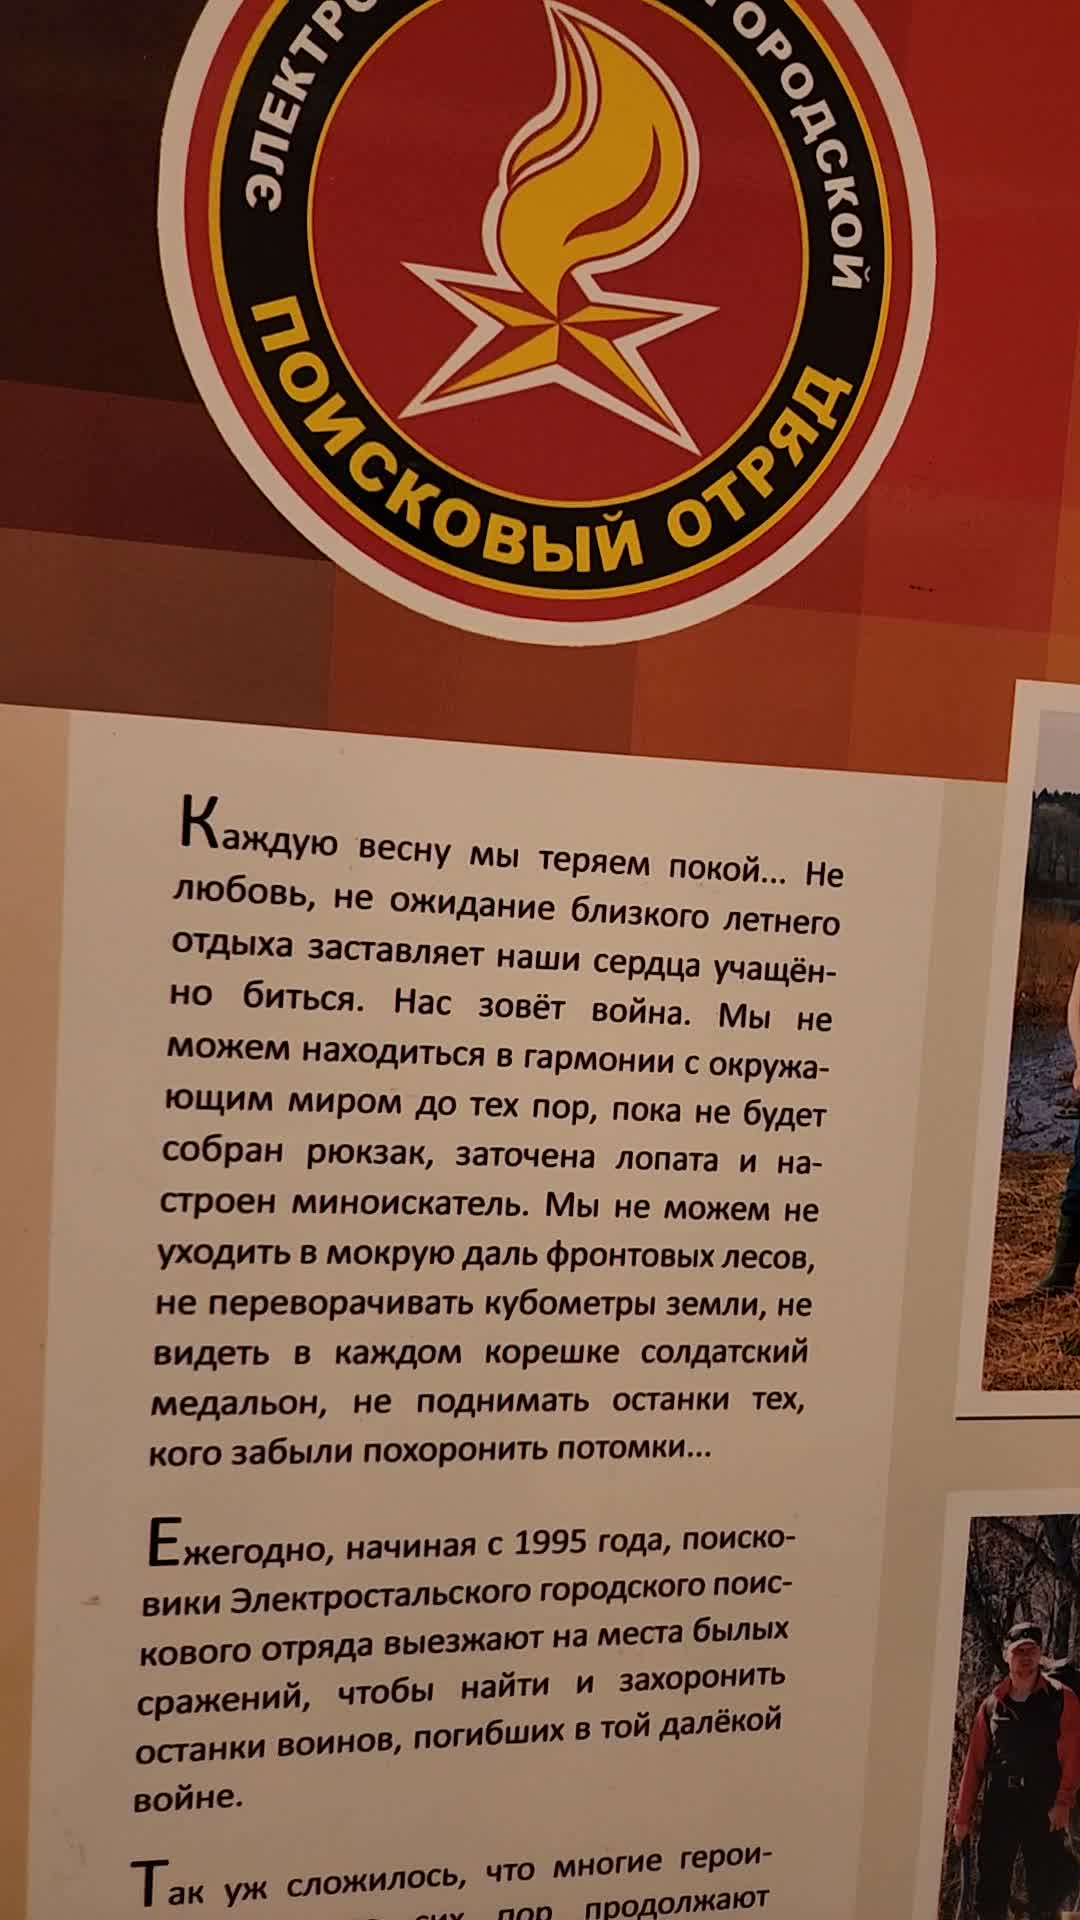 ГОРОДСКОЙ
ПОИСКОВЫЙ ОТРЯД
Каждую весну мы теряем покой... Не
любовь, не ожидание близкого летнего
отдыха заставляет наши сердца учащён-
но биться. Нас зовёт война. Мы не
можем находиться в гармонии с окружа-
ющим миром до тех пор, пока не будет
собран рюкзак, заточена лопата и на-
строен миноискатель. Мы не можем не
уходить в мокрую даль фронтовых лесов,
не переворачивать кубометры земли, не
видеть в каждом корешке солдатский
медальон, не поднимать останки тех,
кого забыли похоронить потомки...
Ежегодно, начиная с 1995 года, поиско-
вики Электростальского городского поис-
кового отряда выезжают на места былых
сражений, чтобы найти и захоронить
останки воинов, погибших в той далёкой
войне.
Так уж сложилось, что многие герои-
сих пор продолжают